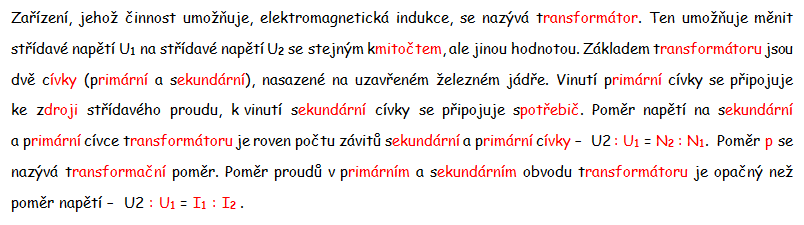 Zařízení, jehož činnost umožňuje, elektromagnetická indukce, se nazývá transformátor. Ten umožňuje měnit
střídavé napětí U₁ na střídavé napětí U₂ se stejným kmitočtem, ale jinou hodnotou. Základem transformátoru jsou
dvě cívky (primární a sekundární), nasazené na uzavřeném železném jádře. Vinutí primární cívky se připojuje
ke zdroji střídavého proudu, k vinutí sekundární cívky se připojuje spotřebič. Poměr napětí na sekundární
a primární cívce transformátoru je roven počtu závitů sekundární a primární cívky – U2 : U₁ = N₂ : N₁. Poměr p se
nazývá transformační poměr. Poměr proudů v primárním a sekundárním obvodu transformátoru je opačný než
poměr napětí – U2 : U₁ = I₁ : I₂ .